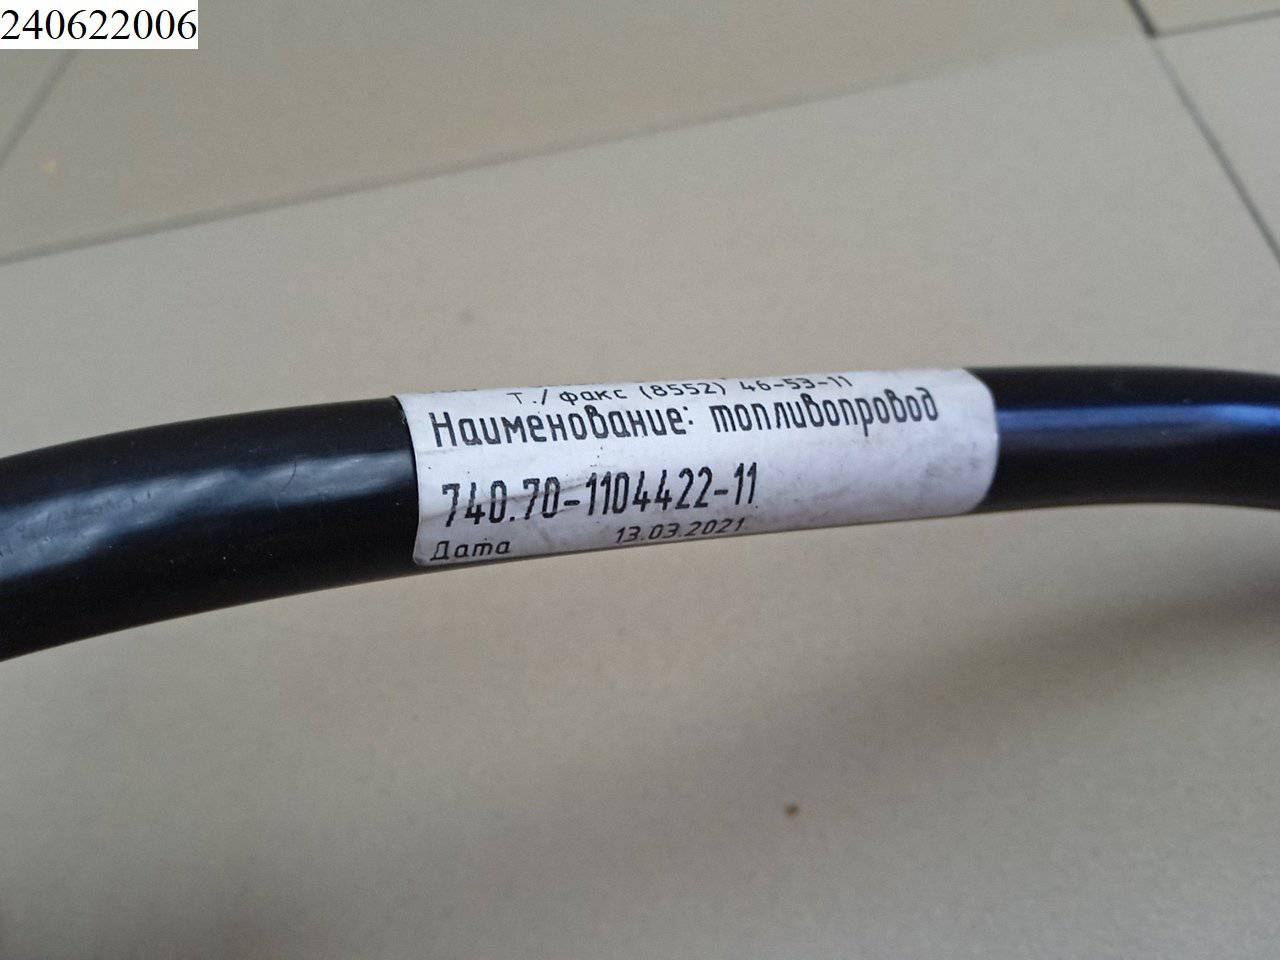 240622006
Т./факс (8552) 46-53-11
Наименование: топливопровод
740.70-1104422-11
Дата 13.03.2021